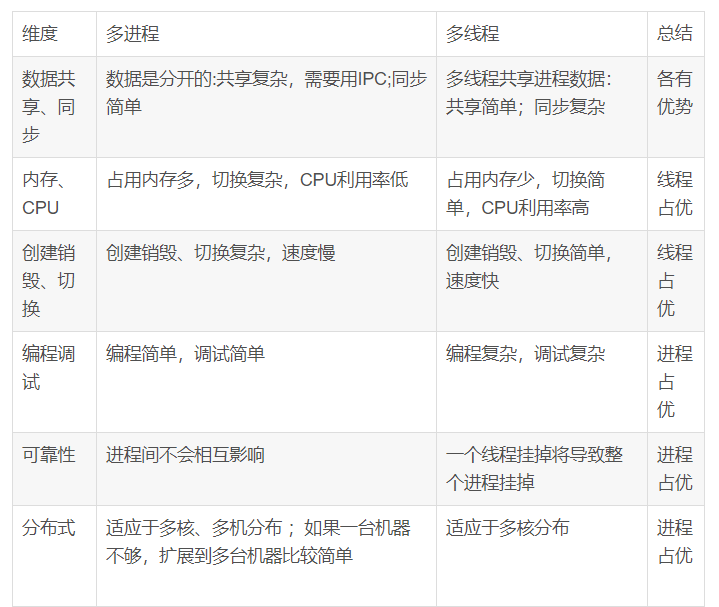 维度
多进程
多线程
总结
数据共
享、同
步
数据是分开的:共享复杂，需要用IPC;同步
简单
多线程共享进程数据：
共享简单；同步复杂
各有
优势
内存、
CPU
占用内存多，切换复杂，CPU利用率低
占用内存少，切换简
单，CPU利用率高
线程
占优
创建销
毁、切
换
创建销毁、切换复杂，速度慢
创建销毁、切换简单，
速度快
线程
占
优
编程调
试
编程简单，调试简单
编程复杂，调试复杂
进程
占
优
可靠性
进程间不会相互影响
一个线程挂掉将导致整
个进程挂掉
进程
占优
分布式
适应于多核、多机分布 ；如果一台机器
不够，扩展到多台机器比较简单
适应于多核分布
进程
占优